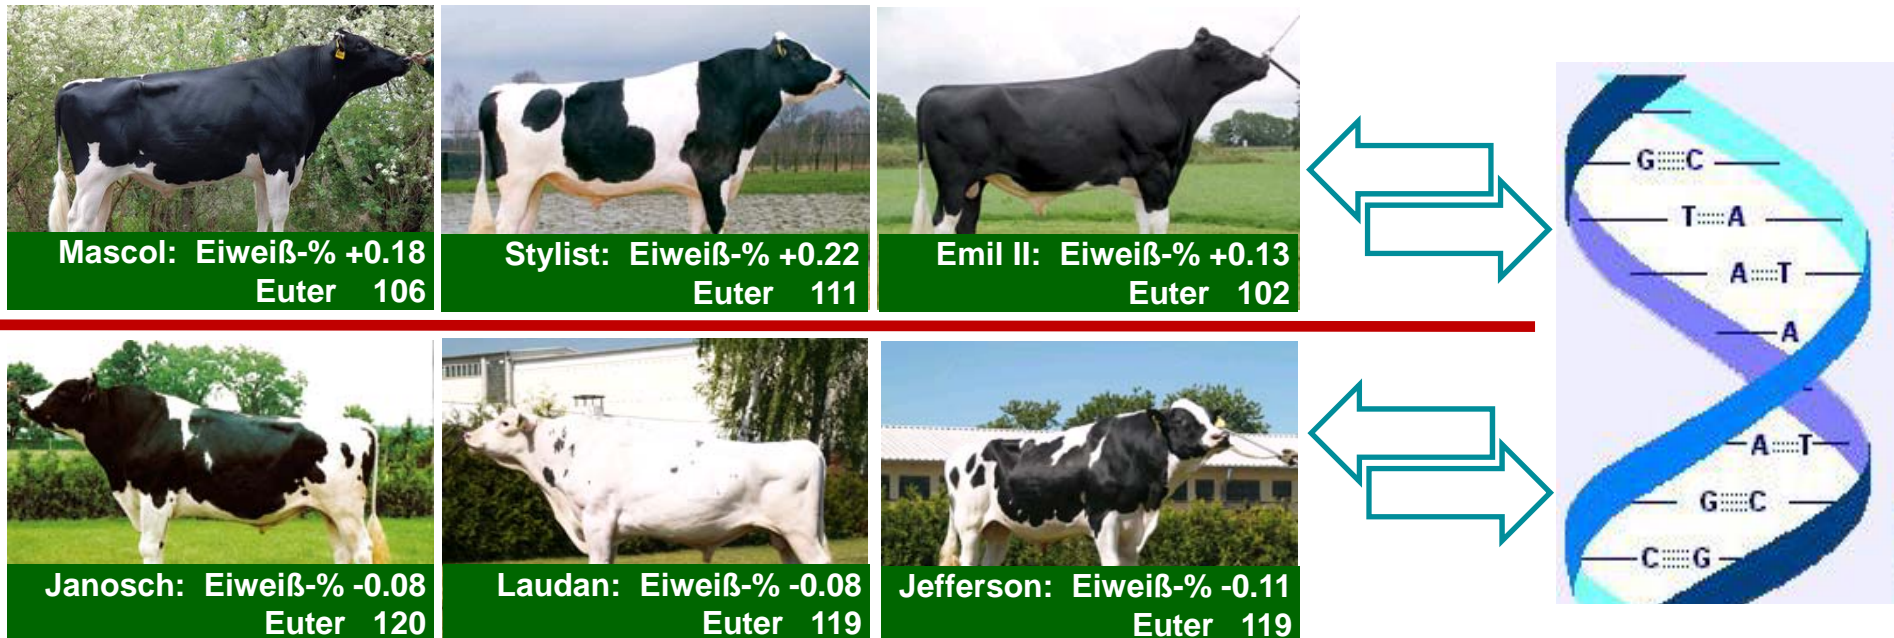 Mascol: Eiweiß-% +0.18
Euter 106
Stylist: Eiweiß-% +0.22
Euter 111
Emil II: Eiweiß-% +0.13
Euter 102
Janosch: Eiweiß-% -0.08
Euter 120
Laudan: Eiweiß-% -0.08
Euter 119
Jefferson: Eiweiß-% -0.11
Euter 119
G C
T A
A T
A
A T
G C
C G